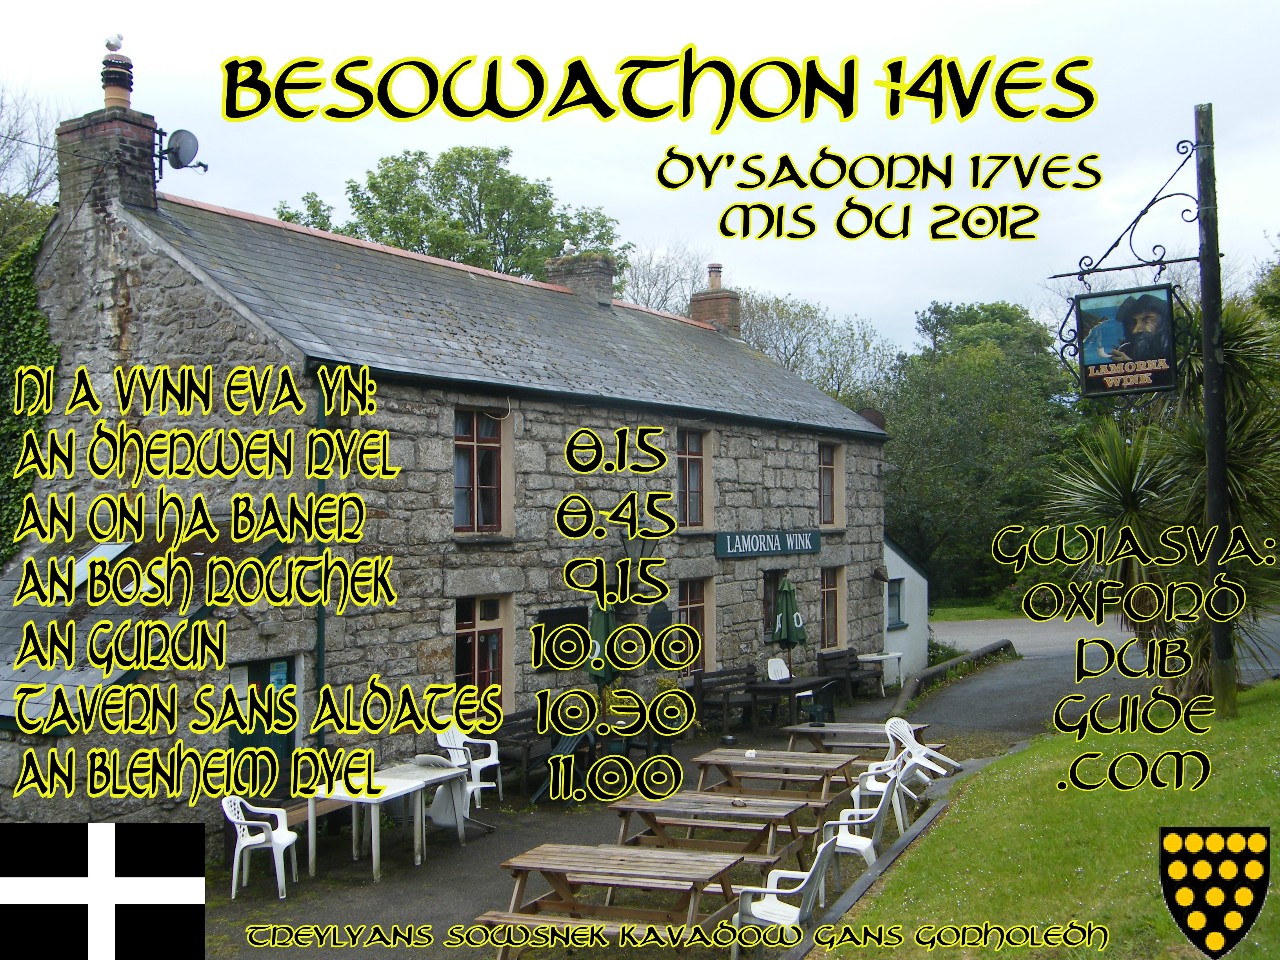 BESOWATHON 14VES
DY'SADORN 17VES
MIS DU 2012
LAMORNA
WINK
NI A VYNN EVA YN:
AN DHERWEN RYEL 8.15
AN ON HA BANER 8.45
AN BOSH ROUTHEK 9.15
AN GURUN 10.00
TAVERN SANS ALDATES 10.30
AN BLENHEIM RYEL 11.00
LAMORNA WINK
GWIASVA:
OXFORD
PUB
GUIDE
.COM
TREYLYANS SOWSNEK KAVADOW GANS GORHOLEDH